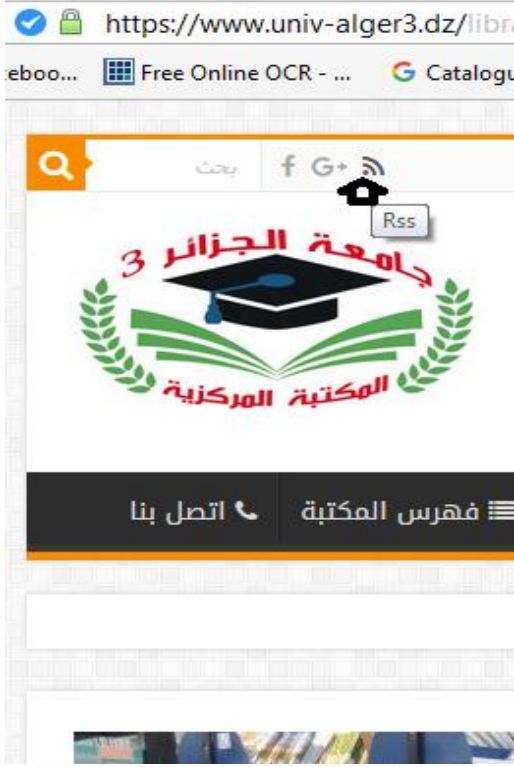 https://www.univ-alger3.dz/libr
eboo... Free Online OCR - ... G Catalogu
بحث f G+
Rss
جامعة الجزائر 3
المكتبة المركزية
فهرس المكتبة اتصل بنا